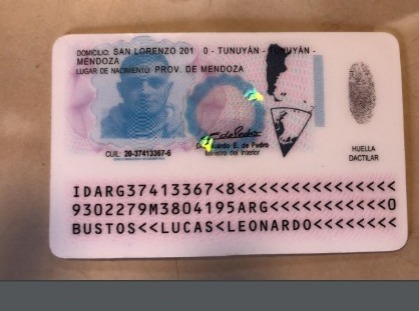 DOMICILIO: SAN LORENZO 201 0 - TUNUYÁN - TUNUYÁN -
MENDOZA
LUGAR DE NACIMIENTO: PROV. DE MENDOZA
Eduardo E. de Pedro
Ministro del Interior
CUIL: 20-37413367-6
HUELLA
DACTILAR
IDARG37413367<8<<<<<<<<<<<<<<<
9302279M3804195ARG<<<<<<<<<<<0
BUSTOS<<LUCAS<LEONARDO<<<<<<<<